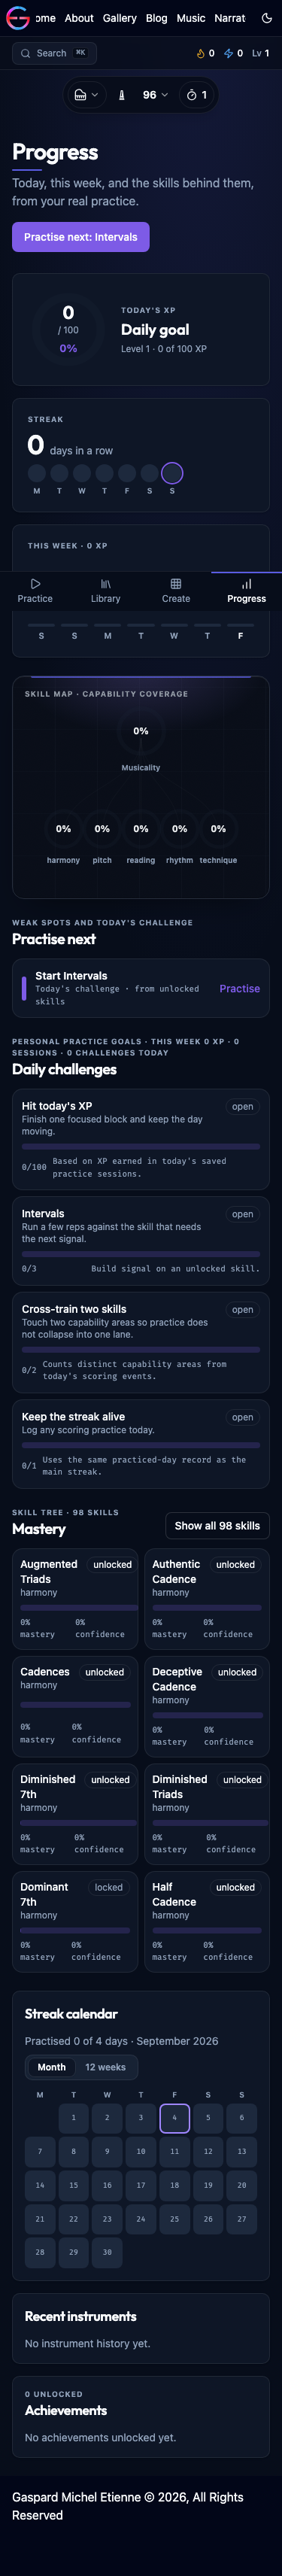 ome About Gallery Blog Music Narrat
Search ⌘K 0 0 Lv 1
96 1
Progress
Today, this week, and the skills behind them,
from your real practice.
Practise next: Intervals
0
/ 100
0%
TODAY'S XP
Daily goal
Level 1 · 0 of 100 XP
STREAK
0 days in a row
M T W T F S S
THIS WEEK · 0 XP
Practice Library Create Progress
S S M T W T F
SKILL MAP · CAPABILITY COVERAGE
0%
Musicality
0% 0% 0% 0% 0%
harmony pitch reading rhythm technique
WEAK SPOTS AND TODAY'S CHALLENGE
Practise next
Start Intervals
Today's challenge · from unlocked
skills
Practise
PERSONAL PRACTICE GOALS · THIS WEEK 0 XP · 0
SESSIONS · 0 CHALLENGES TODAY
Daily challenges
Hit today's XP open
Finish one focused block and keep the day
moving.
0/100 Based on XP earned in today's saved
practice sessions.
Intervals open
Run a few reps against the skill that needs
the next signal.
0/3 Build signal on an unlocked skill.
Cross-train two skills open
Touch two capability areas so practice does
not collapse into one lane.
0/2 Counts distinct capability areas from
today's scoring events.
Keep the streak alive open
Log any scoring practice today.
0/1 Uses the same practiced-day record as the
main streak.
SKILL TREE · 98 SKILLS
Mastery
Show all 98 skills
Augmented
Triads
unlocked
harmony
0%
mastery
0%
confidence
Authentic
Cadence
unlocked
harmony
0%
mastery
0%
confidence
Cadences unlocked
harmony
0%
mastery
0%
confidence
Deceptive
Cadence
unlocked
harmony
0%
mastery
0%
confidence
Diminished
7th
unlocked
harmony
0%
mastery
0%
confidence
Diminished
Triads
unlocked
harmony
0%
mastery
0%
confidence
Dominant
7th
locked
harmony
0%
mastery
0%
confidence
Half
Cadence
unlocked
harmony
0%
mastery
0%
confidence
Streak calendar
Practised 0 of 4 days · September 2026
Month 12 weeks
M T W T F S S
1 2 3 4 5 6
7 8 9 10 11 12 13
14 15 16 17 18 19 20
21 22 23 24 25 26 27
28 29 30
Recent instruments
No instrument history yet.
0 UNLOCKED
Achievements
No achievements unlocked yet.
Gaspard Michel Etienne © 2026, All Rights
Reserved